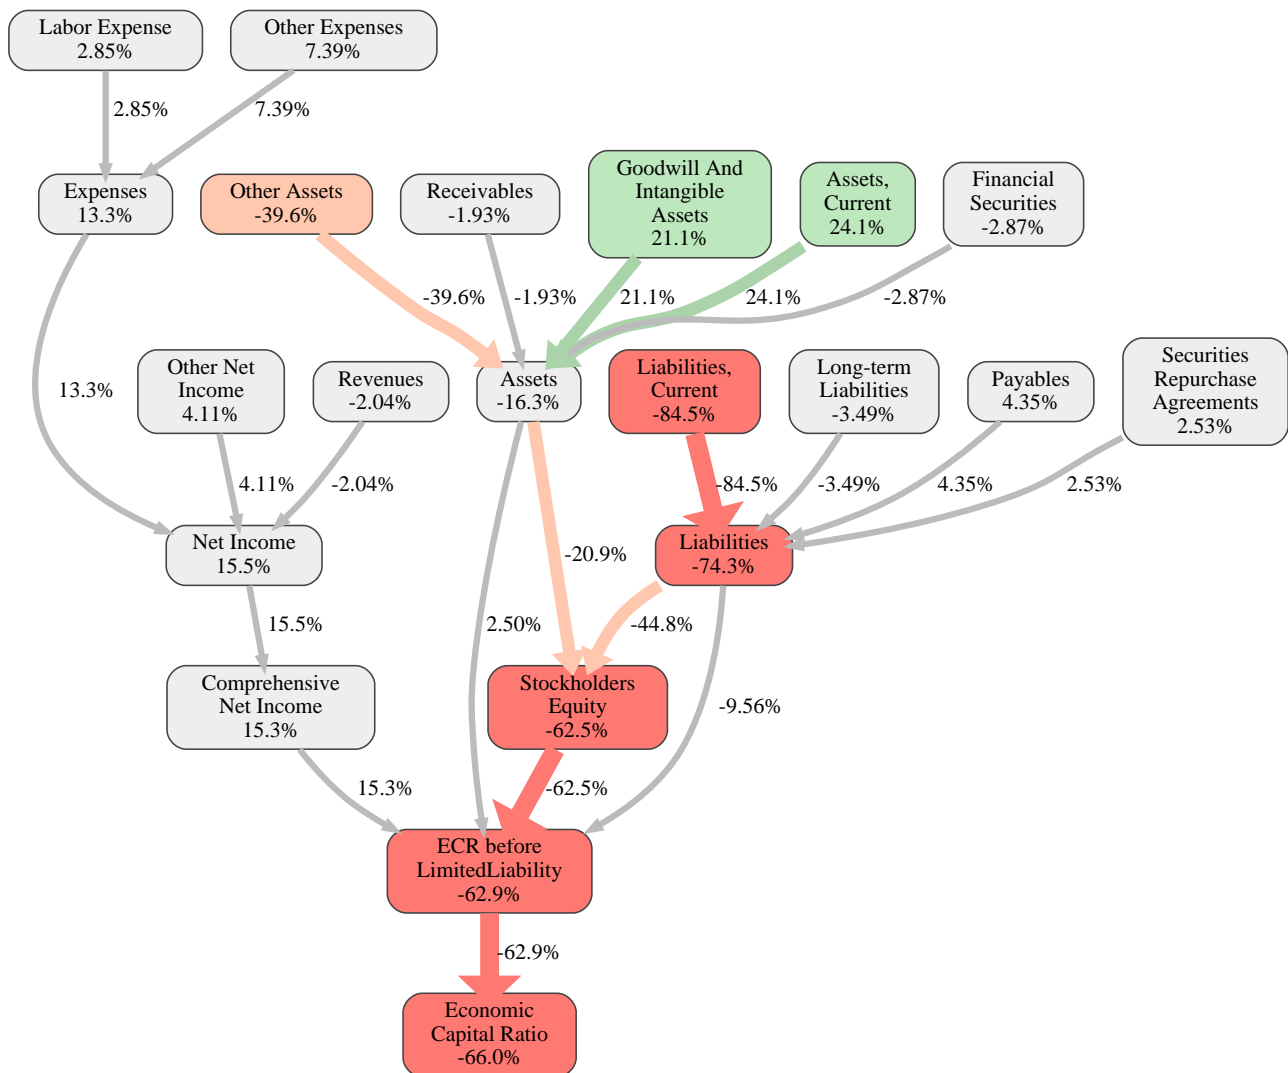 Labor Expense
2.85%
Other Expenses
7.39%
2.85%
7.39%
Expenses
13.3%
Other Assets
-39.6%
Receivables
-1.93%
Goodwill And
Intangible
Assets
21.1%
Assets,
Current
24.1%
Financial
Securities
-2.87%
-39.6%
-1.93%
21.1%
24.1%
-2.87%
13.3%
Other Net
Income
4.11%
Revenues
-2.04%
Assets
-16.3%
Liabilities,
Current
-84.5%
Long-term
Liabilities
-3.49%
Payables
4.35%
Securities
Repurchase
Agreements
2.53%
4.11%
-2.04%
-84.5%
-3.49%
4.35%
2.53%
Net Income
15.5%
-20.9%
Liabilities
-74.3%
15.5%
2.50%
-44.8%
-9.56%
Comprehensive
Net Income
15.3%
Stockholders
Equity
-62.5%
15.3%
-62.5%
ECR before
LimitedLiability
-62.9%
-62.9%
Economic
Capital Ratio
-66.0%